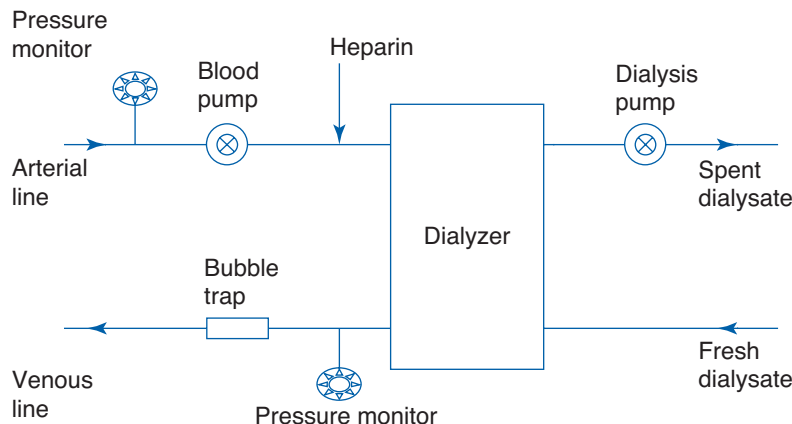 Pressure
monitor
Blood
pump
Heparin
Dialysis
pump
Arterial
line
Spent
dialysate
Dialyzer
Bubble
trap
Venous
line
Pressure monitor
Fresh
dialysate